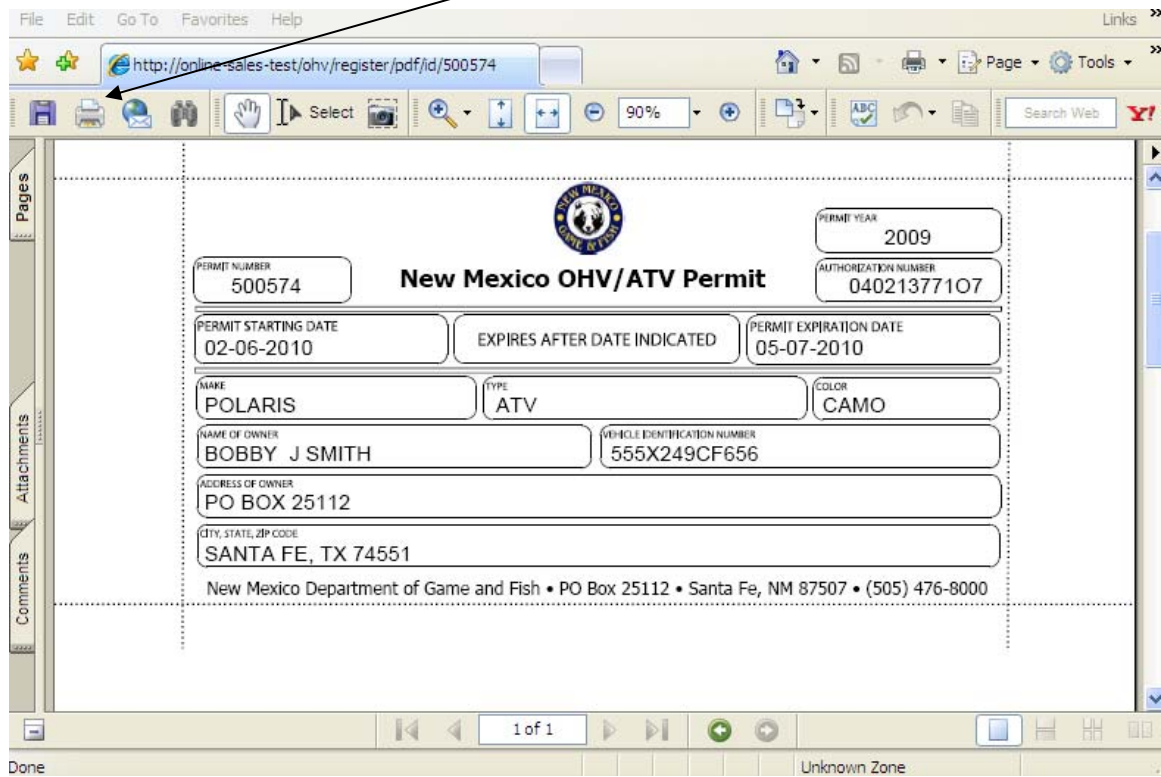 File Edit Go To Favorites Help Links »
http://online-sales-test/ohv/register/pdf/id/500574 Page Tools »
Select 90% ABC Search Web Y!
Pages
Attachments
Comments
NEW MEXICO GAME & FISH
PERMIT YEAR
2009
PERMIT NUMBER
500574
New Mexico OHV/ATV Permit
AUTHORIZATION NUMBER
04021377107
PERMIT STARTING DATE
02-06-2010
EXPIRES AFTER DATE INDICATED
PERMIT EXPIRATION DATE
05-07-2010
MAKE
POLARIS
TYPE
ATV
COLOR
CAMO
NAME OF OWNER
BOBBY J SMITH
VEHICLE IDENTIFICATION NUMBER
555X249CF656
ADDRESS OF OWNER
PO BOX 25112
CITY, STATE, ZIP CODE
SANTA FE, TX 74551
New Mexico Department of Game and Fish • PO Box 25112 • Santa Fe, NM 87507 • (505) 476-8000
1 of 1
Done Unknown Zone